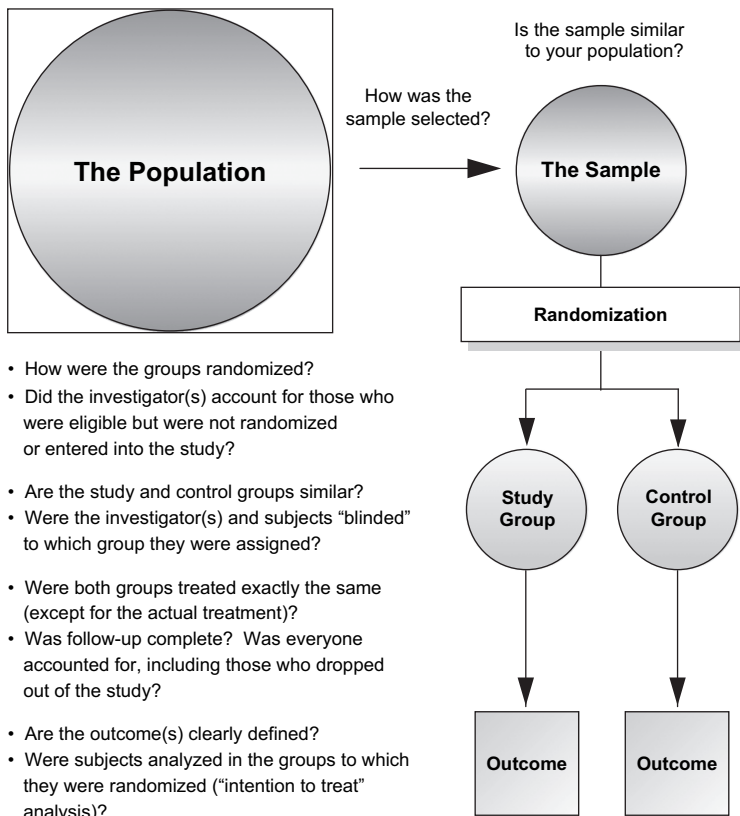 Is the sample similar
to your population?
How was the
sample selected?
The Population
The Sample
Randomization
• How were the groups randomized?
• Did the investigator(s) account for those who
were eligible but were not randomized
or entered into the study?
• Are the study and control groups similar?
• Were the investigator(s) and subjects “blinded”
to which group they were assigned?
Study
Group
Control
Group
• Were both groups treated exactly the same
(except for the actual treatment)?
• Was follow-up complete?  Was everyone
accounted for, including those who dropped
out of the study?
• Are the outcome(s) clearly defined?
• Were subjects analyzed in the groups to which
they were randomized (“intention to treat”
analysis)?
Outcome
Outcome